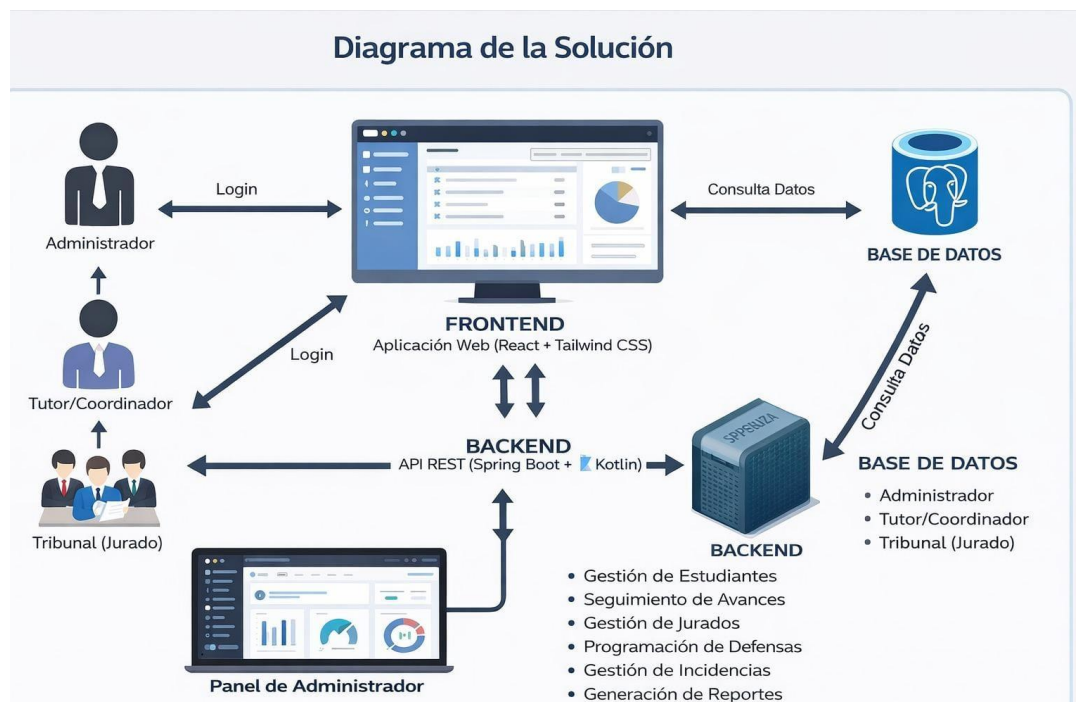 Diagrama de la Solución
Login
Consulta Datos
Administrador
BASE DE DATOS
FRONTEND
Aplicación Web (React + Tailwind CSS)
Login
Tutor/Coordinador
Consulta Datos
BACKEND
API REST (Spring Boot + Kotlin)
Tribunal (Jurado)
SPPENUZA
BASE DE DATOS
• Administrador
• Tutor/Coordinador
• Tribunal (Jurado)
BACKEND
• Gestión de Estudiantes
• Seguimiento de Avances
• Gestión de Jurados
• Programación de Defensas
• Gestión de Incidencias
• Generación de Reportes
Panel de Administrador